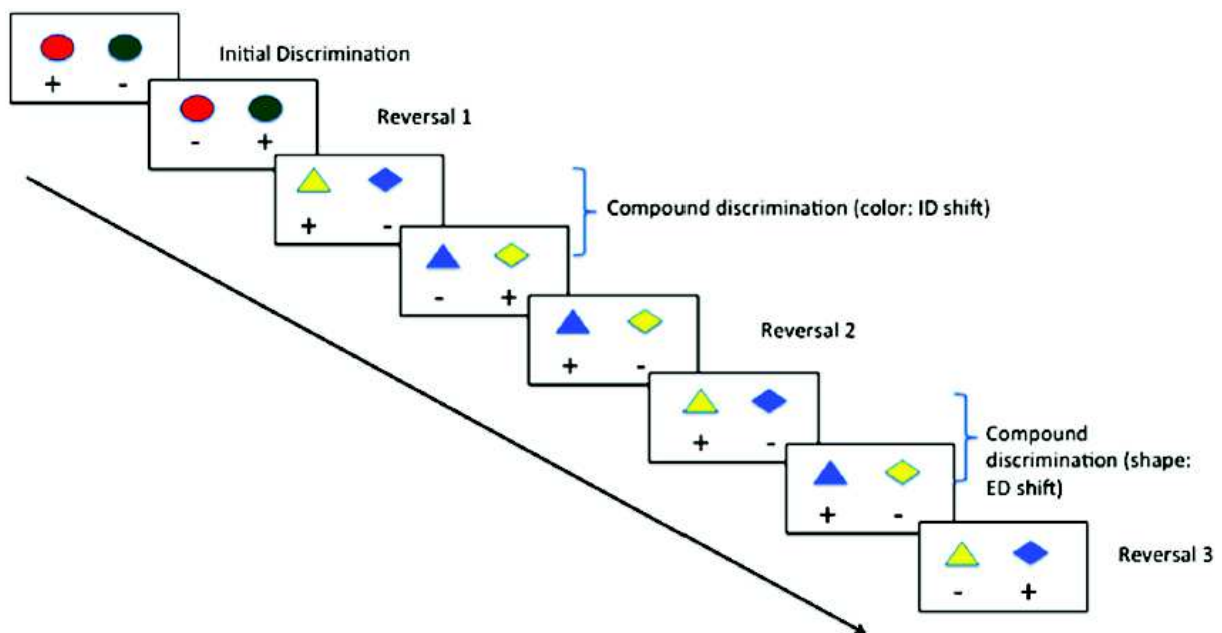 Initial Discrimination
+ -
Reversal 1
- +
Compound discrimination (color: ID shift)
+ -
- +
Reversal 2
+ -
+ -
Compound
discrimination (shape:
ED shift)
+ -
Reversal 3
- +